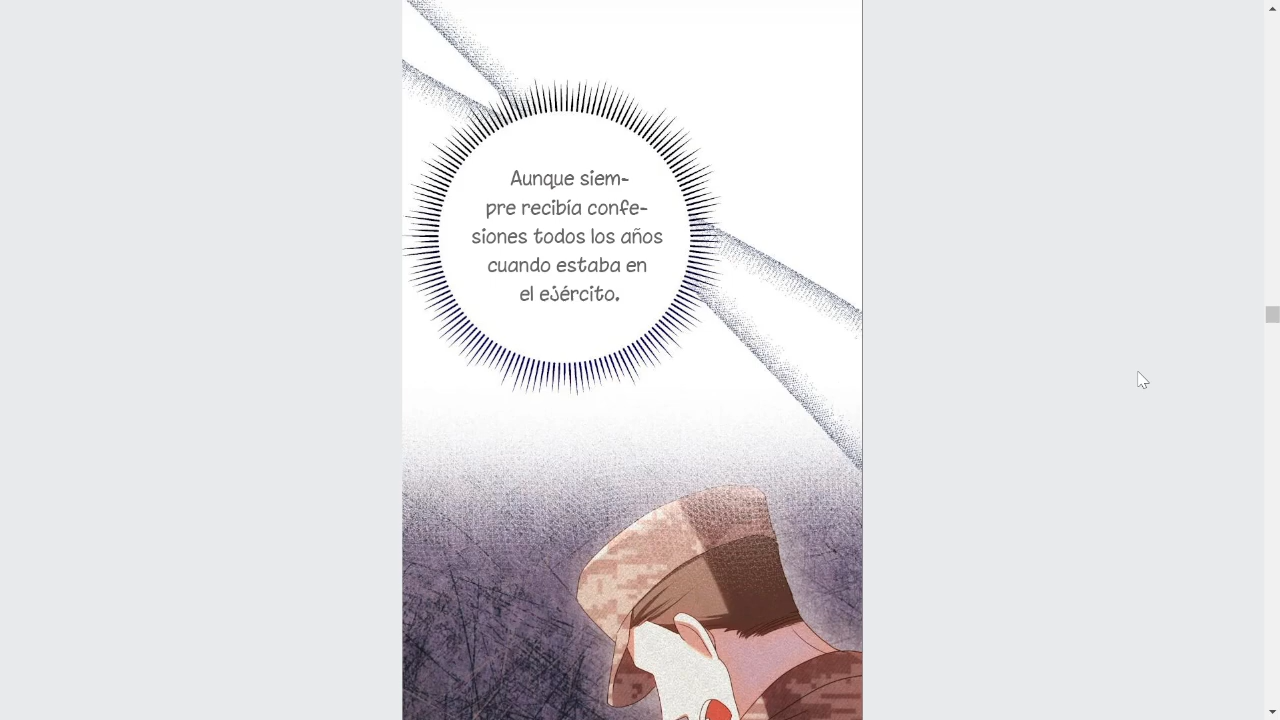 Aunque siem-
pre recibía confe-
siones todos los años
cuando estaba en
el ejército.